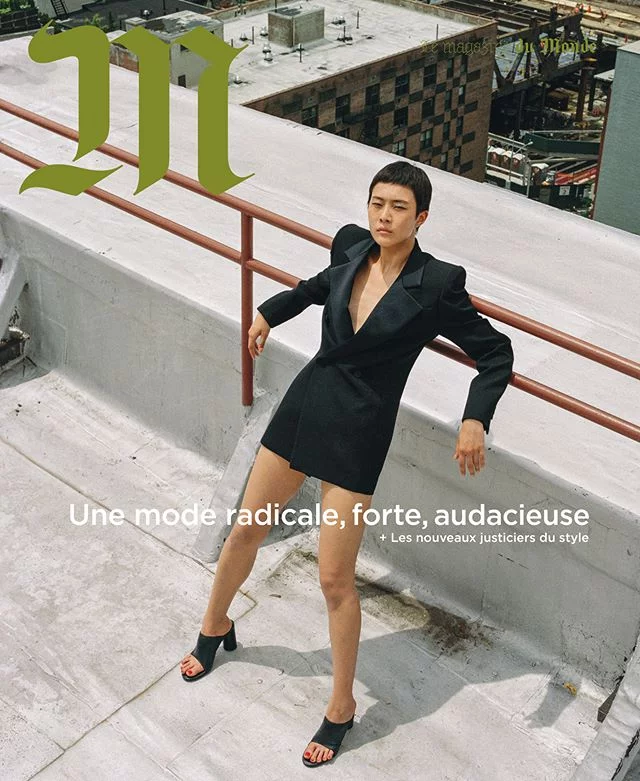 Le magazine du Monde
M
Une mode radicale, forte, audacieuse
+ Les nouveaux justiciers du style